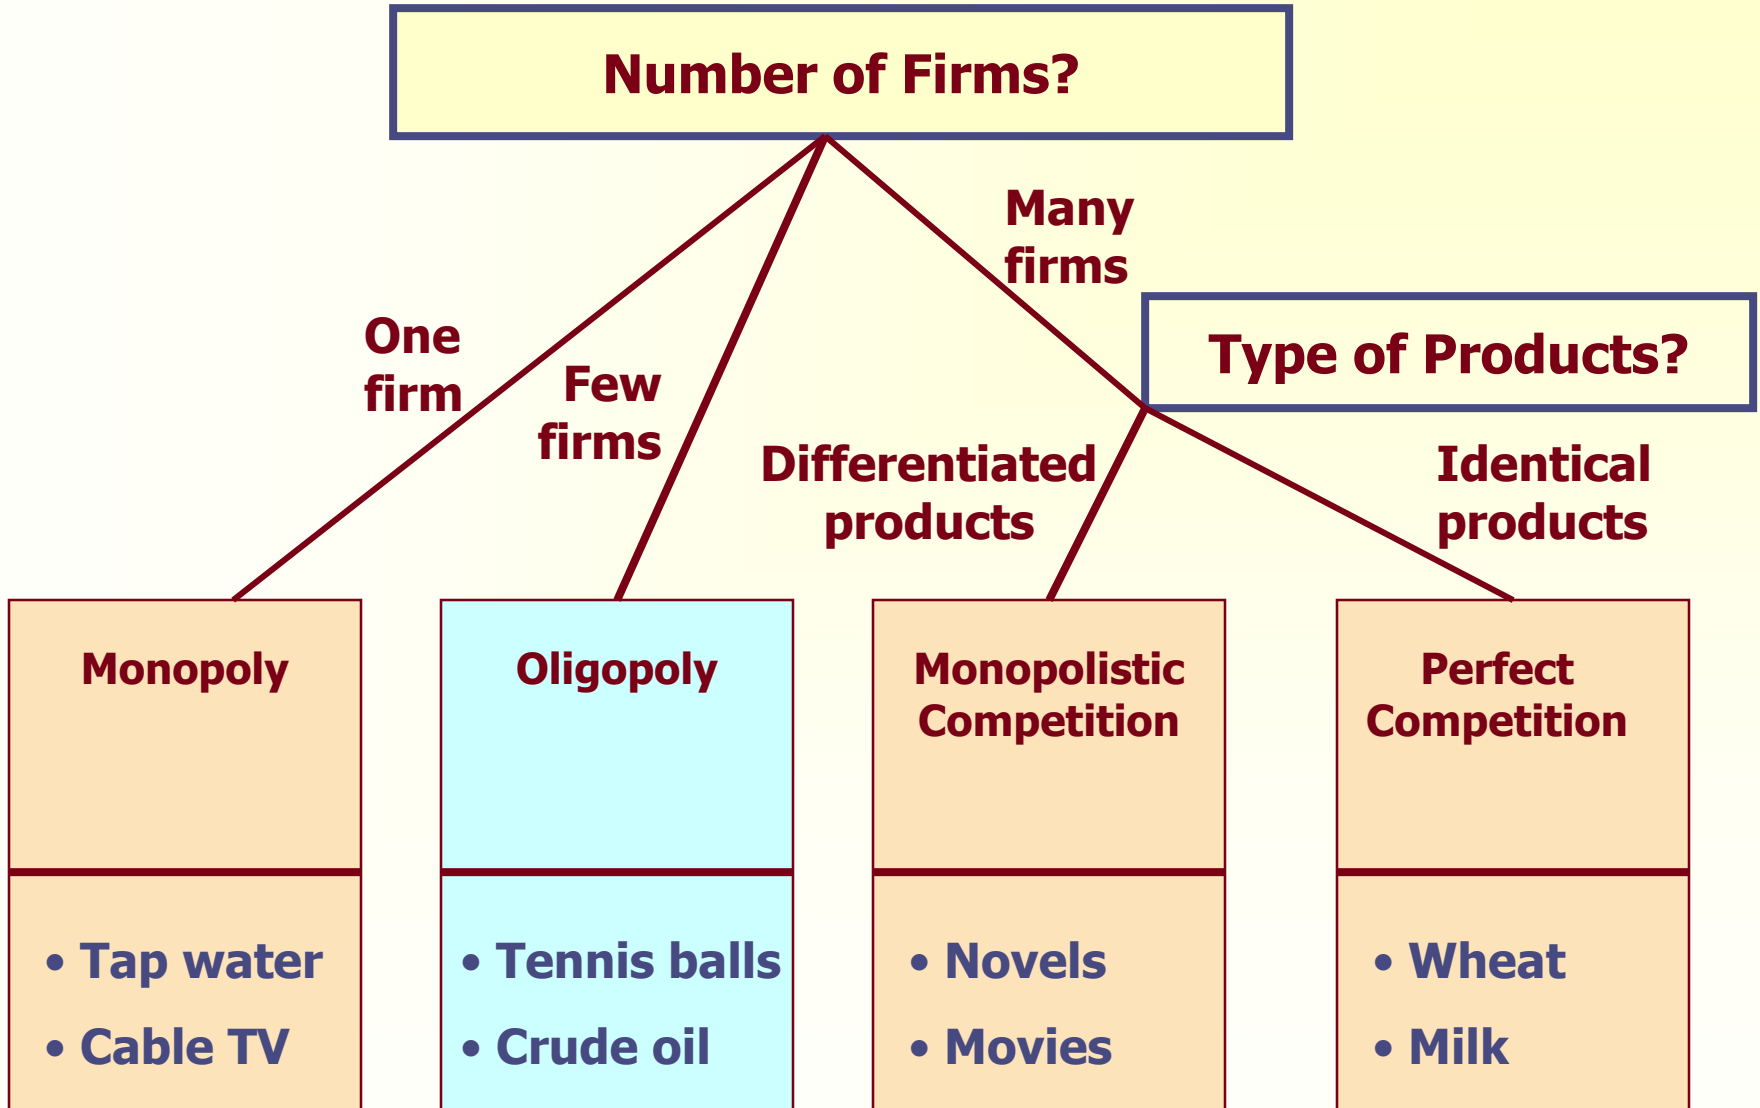 Number of Firms?
Many
firms
One
firm
Few
firms
Type of Products?
Differentiated
products
Identical
products
Monopoly
Oligopoly
Monopolistic
Competition
Perfect
Competition
• Tap water
• Cable TV
• Tennis balls
• Crude oil
• Novels
• Movies
• Wheat
• Milk